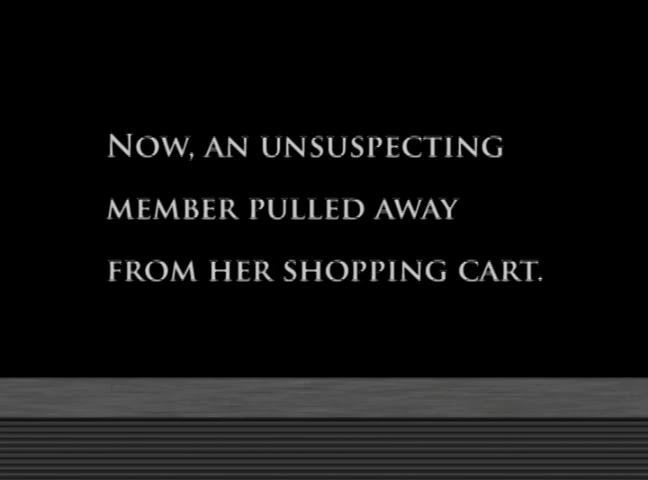 Now, an unsuspecting
member pulled away
from her shopping cart.